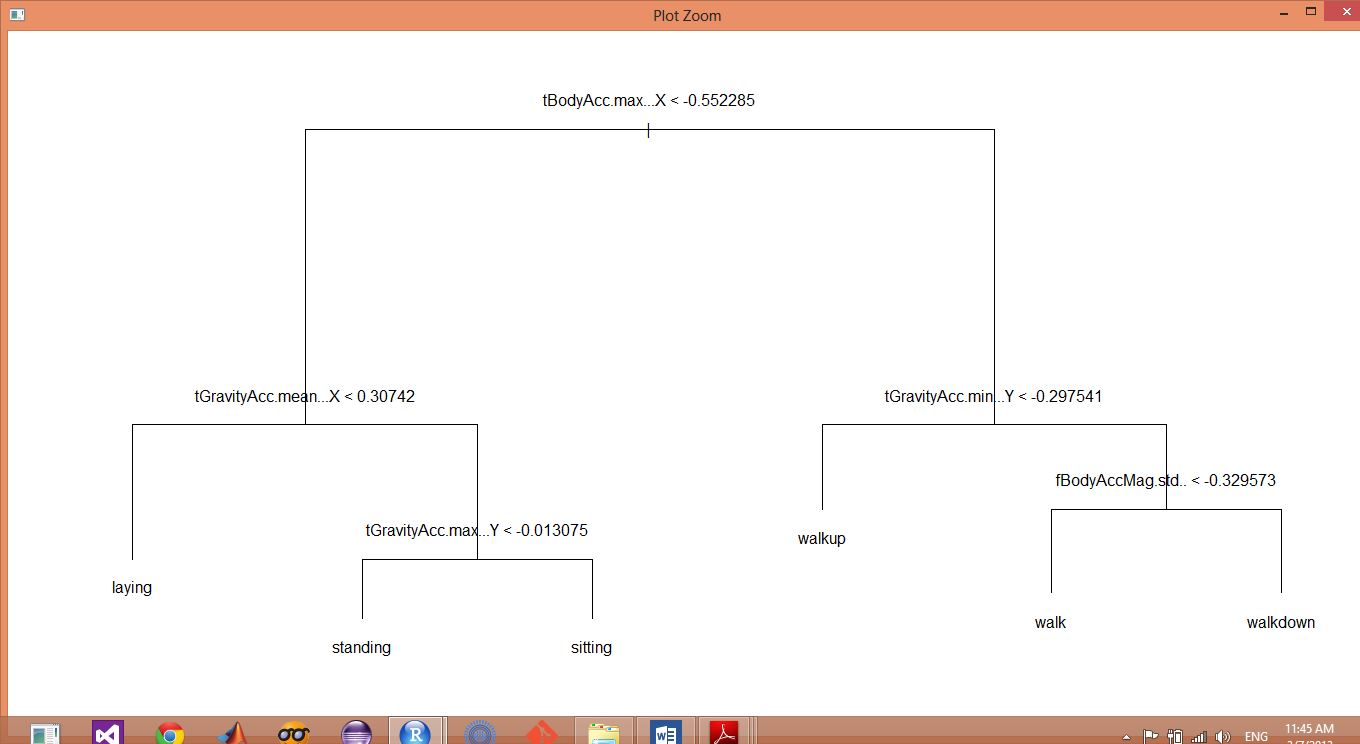 Plot Zoom
tBodyAcc.max...X < -0.552285
tGravityAcc.mean...X < 0.30742
tGravityAcc.min...Y < -0.297541
fBodyAccMag.std.. < -0.329573
tGravityAcc.max...Y < -0.013075
walkup
laying
walk
walkdown
standing
sitting
11:45 AM
ENG